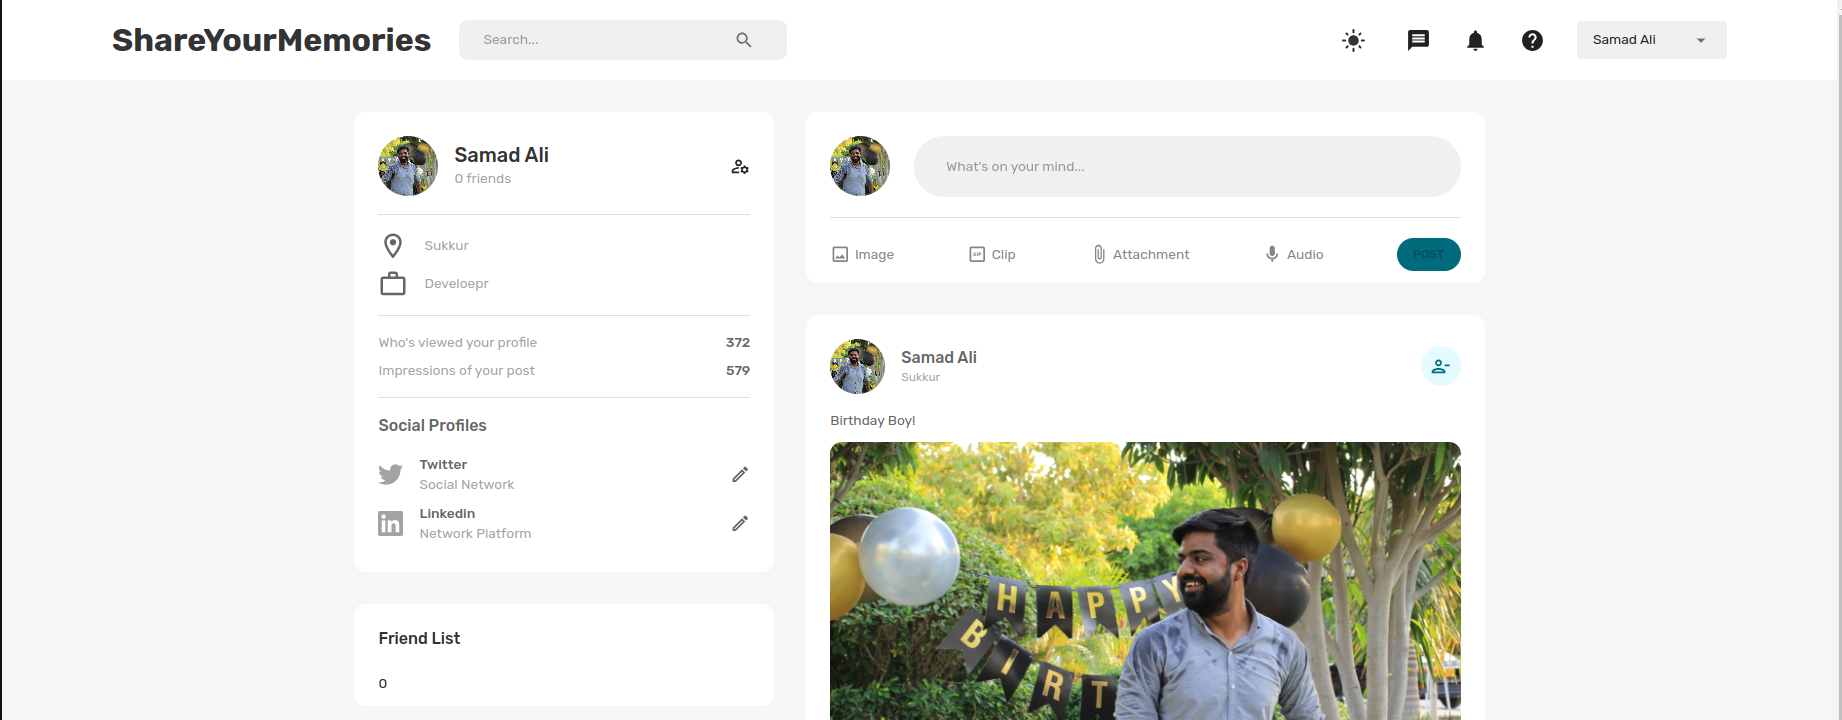 ShareYourMemories
Search...
Samad Ali
Samad Ali
0 friends
Sukkur
Develoepr
Who's viewed your profile 372
Impressions of your post 579
Social Profiles
Twitter
Social Network
Linkedin
Network Platform
Friend List
0
What's on your mind...
Image
GIF Clip
Attachment
Audio
POST
Samad Ali
Sukkur
Birthday Boy!
HAPPY
BIRT